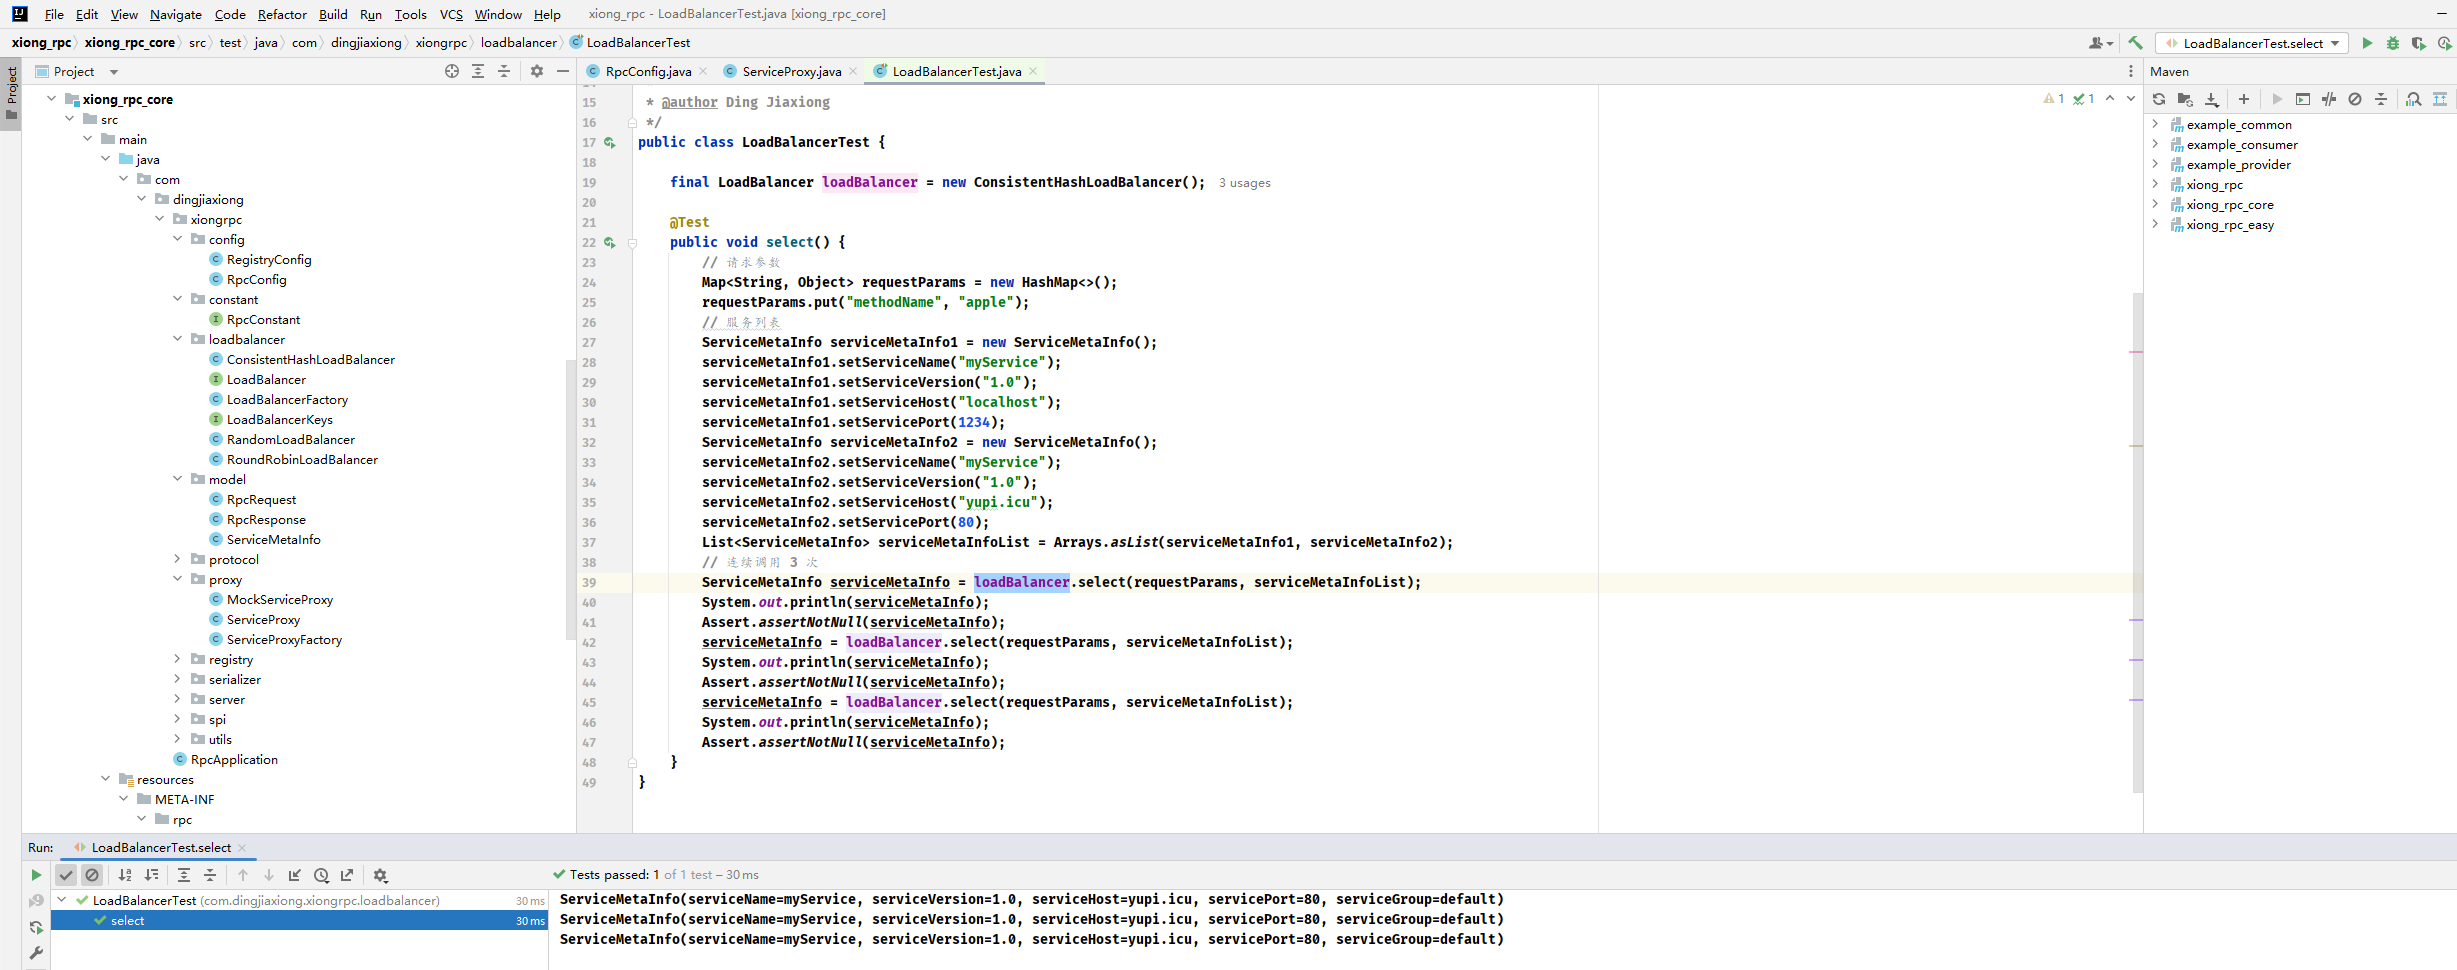 File Edit View Navigate Code Refactor Build Run Tools VCS Window Help xiong_rpc - LoadBalancerTest.java [xiong_rpc_core]
xiong_rpc xiong_rpc_core src test java com dingjiaxiong xiongrpc loadbalancer LoadBalancerTest LoadBalancerTest.select
Project
Project
RpcConfig.java ServiceProxy.java LoadBalancerTest.java
Maven
xiong_rpc_core
src
main
java
com
dingjiaxiong
xiongrpc
config
RegistryConfig
RpcConfig
constant
RpcConstant
loadbalancer
ConsistentHashLoadBalancer
LoadBalancer
LoadBalancerFactory
LoadBalancerKeys
RandomLoadBalancer
RoundRobinLoadBalancer
model
RpcRequest
RpcResponse
ServiceMetaInfo
protocol
proxy
MockServiceProxy
ServiceProxy
ServiceProxyFactory
registry
serializer
server
spi
utils
RpcApplication
resources
META-INF
rpc
15 * @author Ding Jiaxiong
16 */
17 public class LoadBalancerTest {
18
19 final LoadBalancer loadBalancer = new ConsistentHashLoadBalancer(); 3 usages
20
21 @Test
22 public void select() {
23 // 请求参数
24 Map<String, Object> requestParams = new HashMap<>();
25 requestParams.put("methodName", "apple");
26 // 服务列表
27 ServiceMetaInfo serviceMetaInfo1 = new ServiceMetaInfo();
28 serviceMetaInfo1.setServiceName("myService");
29 serviceMetaInfo1.setServiceVersion("1.0");
30 serviceMetaInfo1.setServiceHost("localhost");
31 serviceMetaInfo1.setServicePort(1234);
32 ServiceMetaInfo serviceMetaInfo2 = new ServiceMetaInfo();
33 serviceMetaInfo2.setServiceName("myService");
34 serviceMetaInfo2.setServiceVersion("1.0");
35 serviceMetaInfo2.setServiceHost("yupi.icu");
36 serviceMetaInfo2.setServicePort(80);
37 List<ServiceMetaInfo> serviceMetaInfoList = Arrays.asList(serviceMetaInfo1, serviceMetaInfo2);
38 // 连续调用 3 次
39 ServiceMetaInfo serviceMetaInfo = loadBalancer.select(requestParams, serviceMetaInfoList);
40 System.out.println(serviceMetaInfo);
41 Assert.assertNotNull(serviceMetaInfo);
42 serviceMetaInfo = loadBalancer.select(requestParams, serviceMetaInfoList);
43 System.out.println(serviceMetaInfo);
44 Assert.assertNotNull(serviceMetaInfo);
45 serviceMetaInfo = loadBalancer.select(requestParams, serviceMetaInfoList);
46 System.out.println(serviceMetaInfo);
47 Assert.assertNotNull(serviceMetaInfo);
48 }
49 }
1 1
example_common
example_consumer
example_provider
xiong_rpc
xiong_rpc_core
xiong_rpc_easy
Run: LoadBalancerTest.select
Tests passed: 1 of 1 test – 30 ms
LoadBalancerTest (com.dingjiaxiong.xiongrpc.loadbalancer) 30 ms
select 30 ms
ServiceMetaInfo(serviceName=myService, serviceVersion=1.0, serviceHost=yupi.icu, servicePort=80, serviceGroup=default)
ServiceMetaInfo(serviceName=myService, serviceVersion=1.0, serviceHost=yupi.icu, servicePort=80, serviceGroup=default)
ServiceMetaInfo(serviceName=myService, serviceVersion=1.0, serviceHost=yupi.icu, servicePort=80, serviceGroup=default)